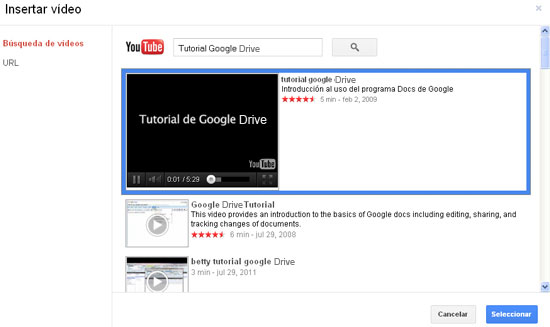 Insertar vídeo
×
Búsqueda de vídeos
URL
YouTube
Tutorial Google Drive
Tutorial de Google Drive
YouTube
0:01 / 5:29
tutorial google Drive
Introducción al uso del programa Docs de Google
5 min - feb 2, 2009
Google Drive Tutorial
This video provides an introduction to the basics of Google docs including editing, sharing, and
tracking changes of documents.
6 min - jul 29, 2008
betty tutorial google Drive
3 min - jul 29, 2011
Cancelar
Seleccionar